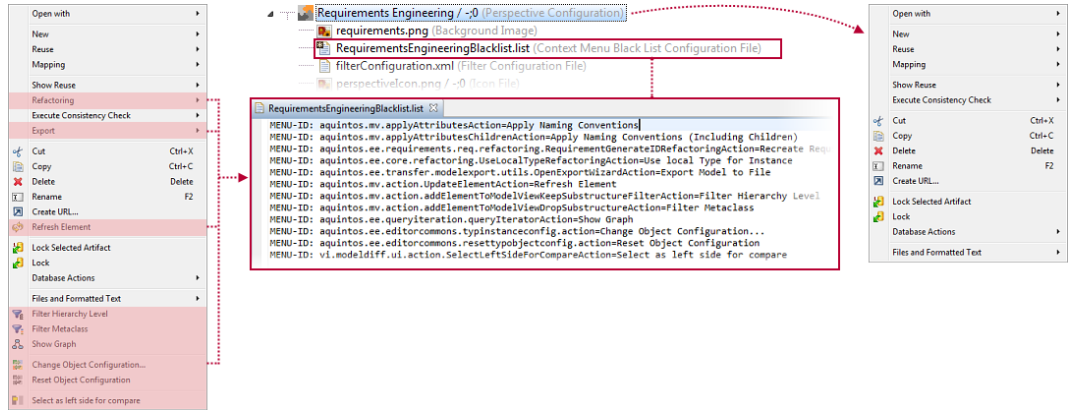 Open with
New
Reuse
Mapping
Show Reuse
Refactoring
Execute Consistency Check
Export
Cut Ctrl+X
Copy Ctrl+C
Delete Delete
Rename F2
Create URL...
Refresh Element
Lock Selected Artifact
Lock
Database Actions
Files and Formatted Text
Filter Hierarchy Level
Filter Metaclass
Show Graph
Change Object Configuration...
Reset Object Configuration
Select as left side for compare
Requirements Engineering / -;0 (Perspective Configuration)
requirements.png (Background Image)
RequirementsEngineeringBlacklist.list (Context Menu Black List Configuration File)
filterConfiguration.xml (Filter Configuration File)
perspectiveIcon.png / -;0 (Icon File)
RequirementsEngineeringBlacklist.list
MENU-ID: aquintos.mv.applyAttributesAction=Apply Naming Conventions
MENU-ID: aquintos.mv.applyAttributesChildrenAction=Apply Naming Conventions (Including Children)
MENU-ID: aquintos.ee.requirements.req.refactoring.RequirementGenerateIDRefactoringAction=Recreate Requ
MENU-ID: aquintos.ee.core.refactoring.UseLocalTypeRefactoringAction=Use local Type for Instance
MENU-ID: aquintos.ee.transfer.modelexport.utils.OpenExportWizardAction=Export Model to File
MENU-ID: aquintos.mv.action.UpdateElementAction=Refresh Element
MENU-ID: aquintos.mv.action.addElementToModelViewKeepSubstructureFilterAction=Filter Hierarchy Level
MENU-ID: aquintos.mv.action.addElementToModelViewDropSubstructureAction=Filter Metaclass
MENU-ID: aquintos.ee.queryiteration.queryIteratorAction=Show Graph
MENU-ID: aquintos.ee.editorcommons.typinstanceconfig.action=Change Object Configuration...
MENU-ID: aquintos.ee.editorcommons.resettypobjectconfig.action=Reset Object Configuration
MENU-ID: vi.modeldiff.ui.action.SelectLeftSideForCompareAction=Select as left side for compare
Open with
New
Reuse
Mapping
Show Reuse
Execute Consistency Check
Cut Ctrl+X
Copy Ctrl+C
Delete Delete
Rename F2
Create URL...
Lock Selected Artifact
Lock
Database Actions
Files and Formatted Text